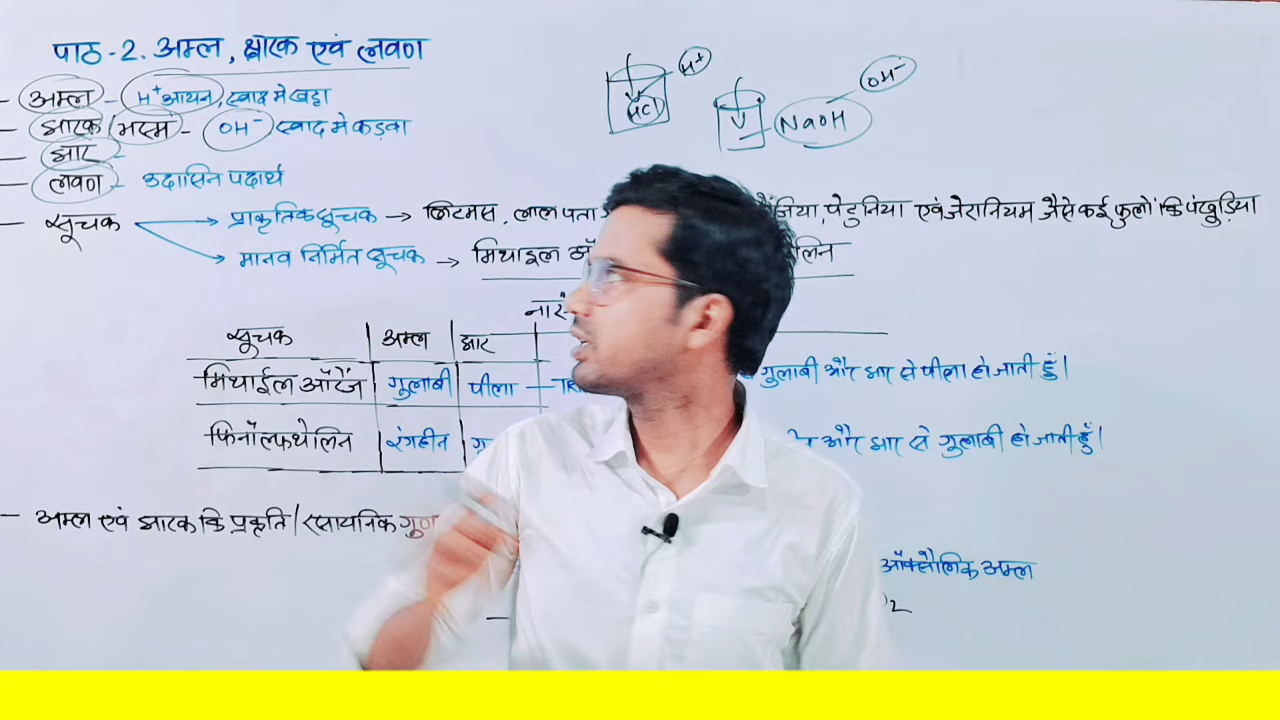 पाठ -2. अम्ल, क्षारक एवं लवण
- अम्ल - H⁺ आयन, स्वाद मे खट्टा
- क्षारक / भस्म - OH⁻ स्वाद मे कड़वा
- क्षार -
- लवण - उदासिन पदार्थ
HCl H⁺
NaOH OH⁻
- सूचक
प्राकृतिक सूचक → लिटमस, लाल पता पेटुनिया एवं जेरानियम जैसे कई फुलों कि पंखुड़िया
मानव निर्मित सूचक → मिथाइल
सूचक अम्ल क्षार
मिथाईल ऑरेंज गुलाबी पीला गुलाबी और क्षार से पीला हो जाती हुँ।
फिनॉल्फथेलिन रंगहीन और क्षार से गुलाबी हो जाती हुँ।
- अम्ल एवं क्षारक कि प्रकृति / रसायनिक गुण
ऑक्सैलिक अम्ल